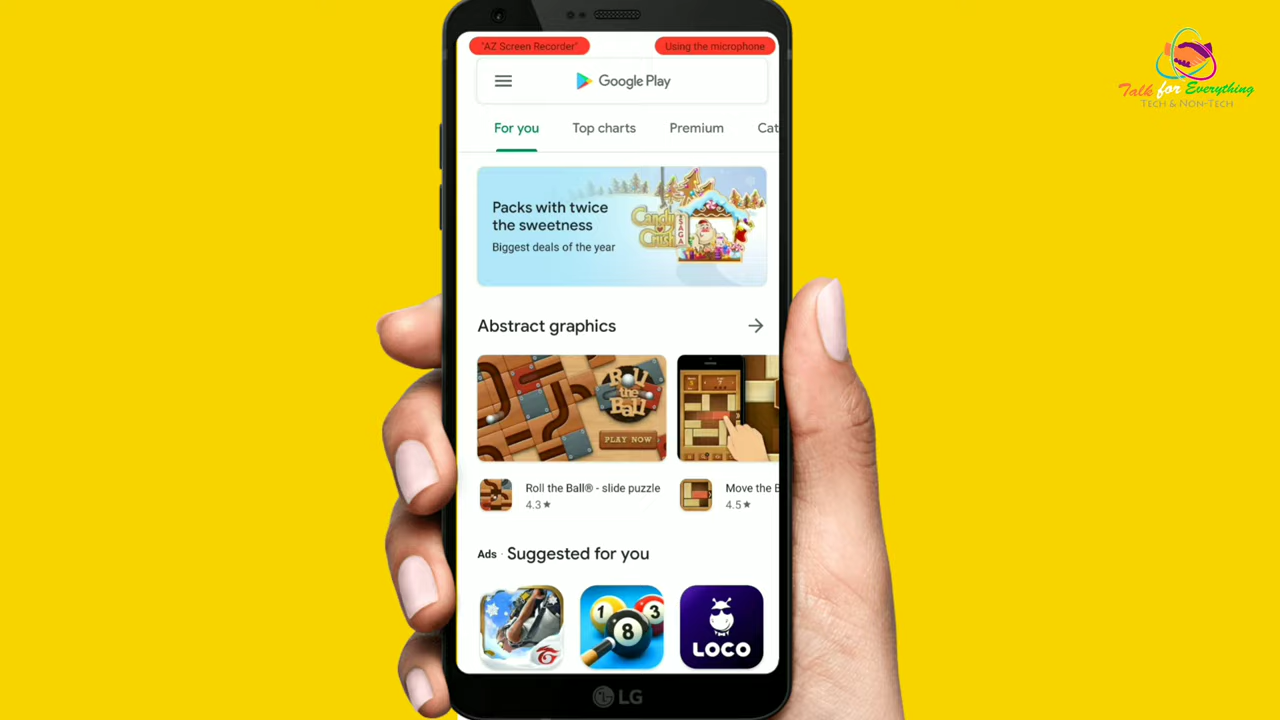 "AZ Screen Recorder"
Using the microphone
Google Play
For you
Top charts
Premium
Cat
Packs with twice
the sweetness
Biggest deals of the year
Candy
Crush
SAGA
Abstract graphics
Roll
the
Ball
PLAY NOW
Roll the Ball® - slide puzzle
4.3★
Move the B
4.5★
Ads · Suggested for you
1
3
8
LOCO
LG
Talk for Everything
TECH & NON-TECH